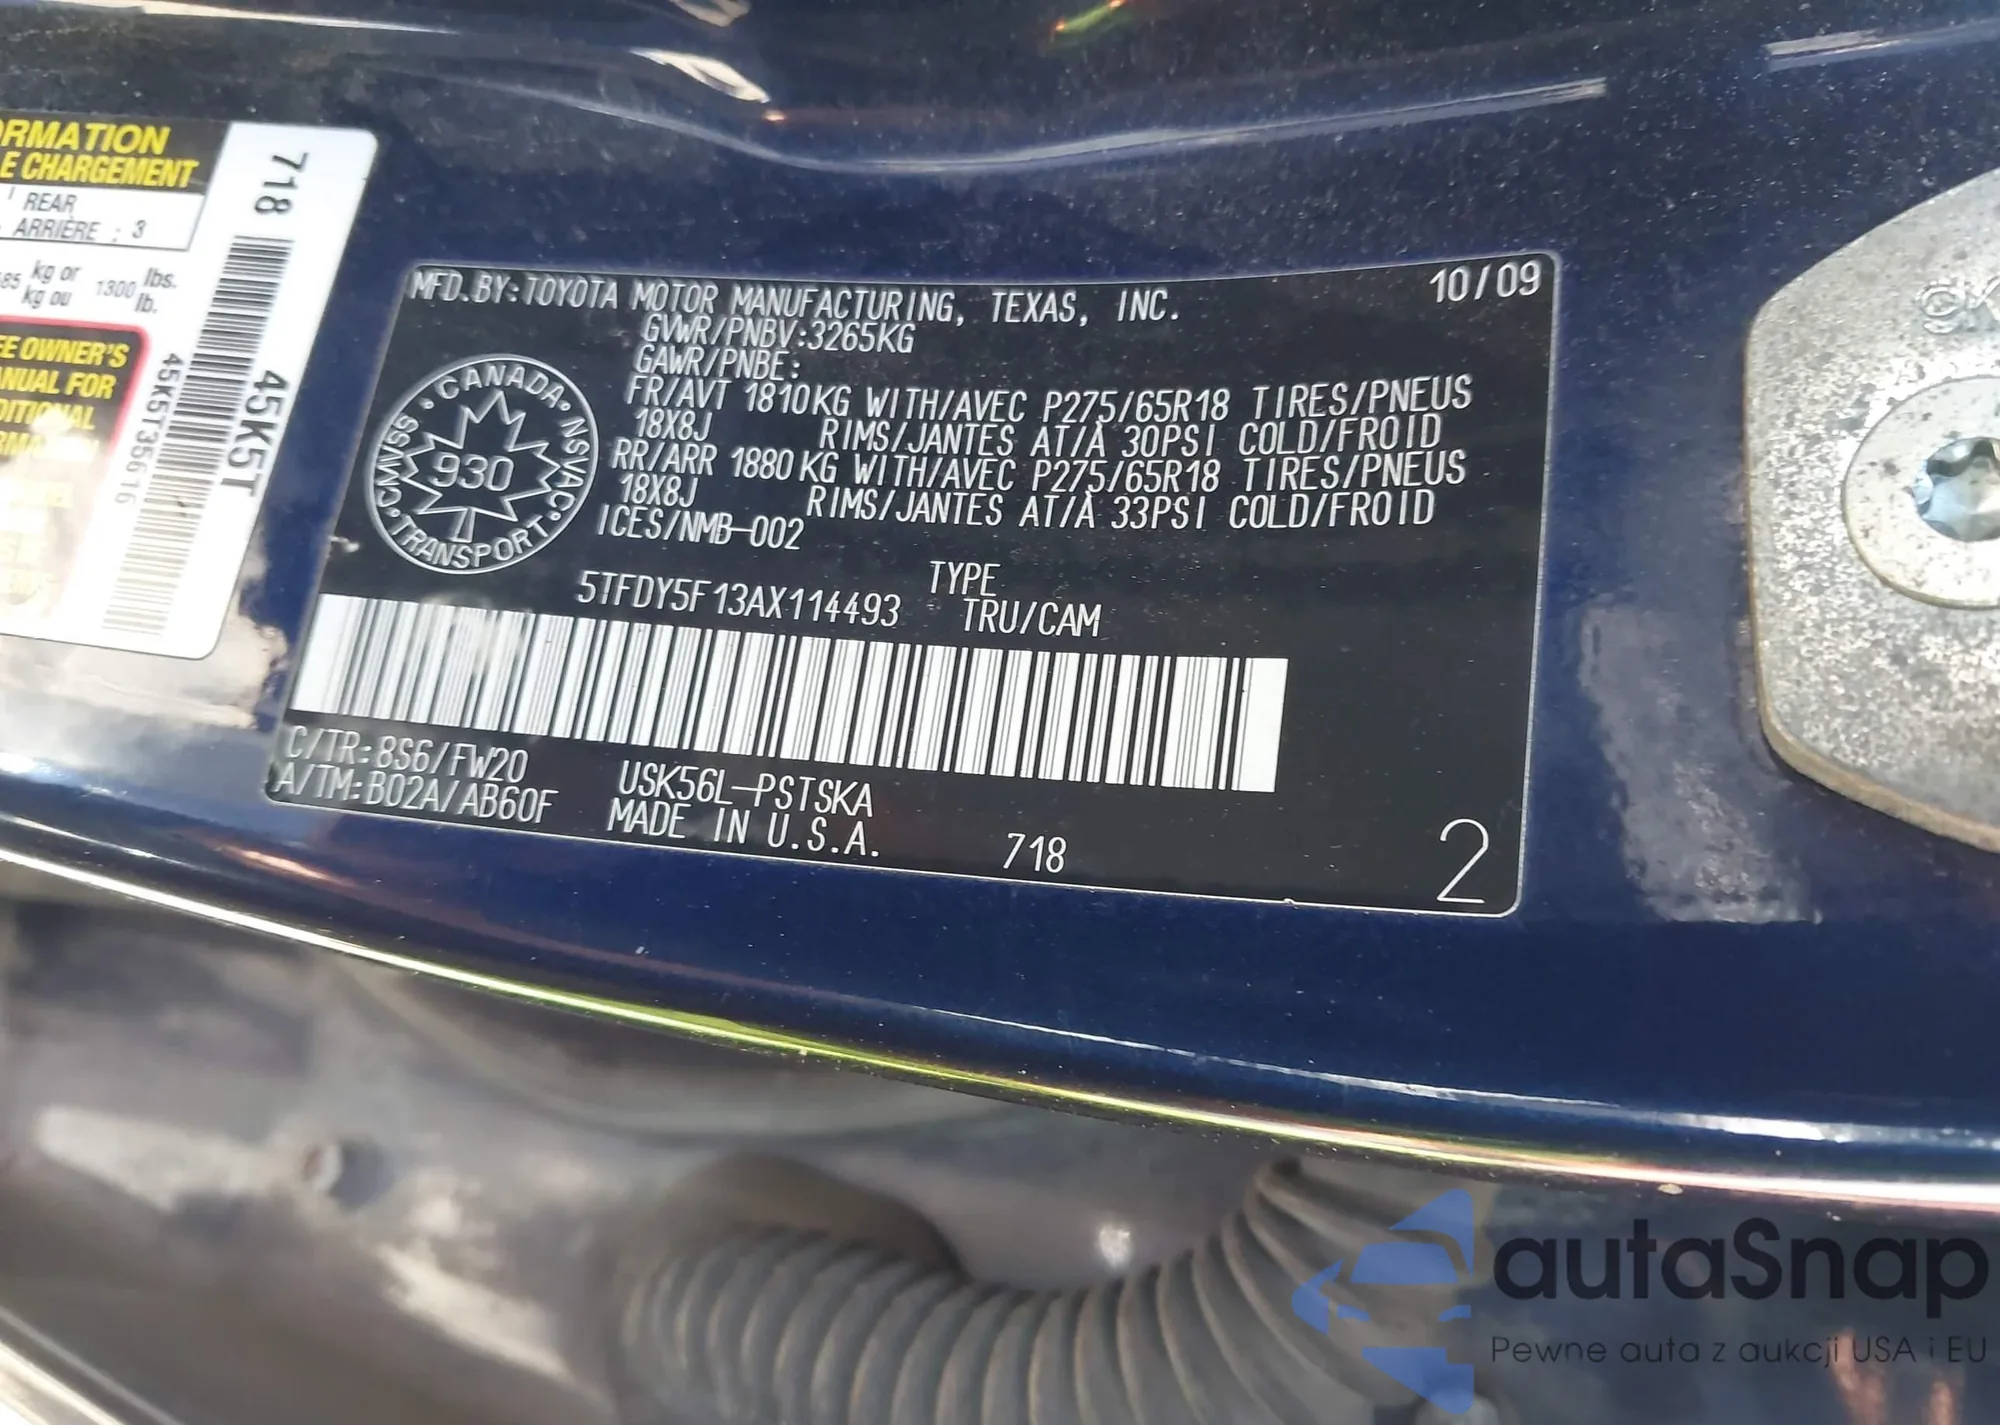 ORMATION
E CHARGEMENT
REAR
ARRIÈRE : 3
kg or 1300 lbs.
kg ou lb.
EE OWNER'S
ANUAL FOR
DITIONAL
718
45K5T
45K5T35616
MFD.BY:TOYOTA MOTOR MANUFACTURING, TEXAS, INC. 10/09
GVWR/PNBV:3265KG
GAWR/PNBE:
FR/AVT 1810KG WITH/AVEC P275/65R18 TIRES/PNEUS
18X8J RIMS/JANTES AT/À 30PSI COLD/FROID
RR/ARR 1880KG WITH/AVEC P275/65R18 TIRES/PNEUS
18X8J RIMS/JANTES AT/À 33PSI COLD/FROID
ICES/NMB-002
CANADA · NSVAC · TRANSPORT · CMVSS ·
930
TYPE
5TFDY5F13AX114493 TRU/CAM
C/TR:8S6/FW20 USK56L-PSTSKA
A/TM:B02A/AB60F MADE IN U.S.A. 718
2
autaSnap
Pewne auta z aukcji USA i EU